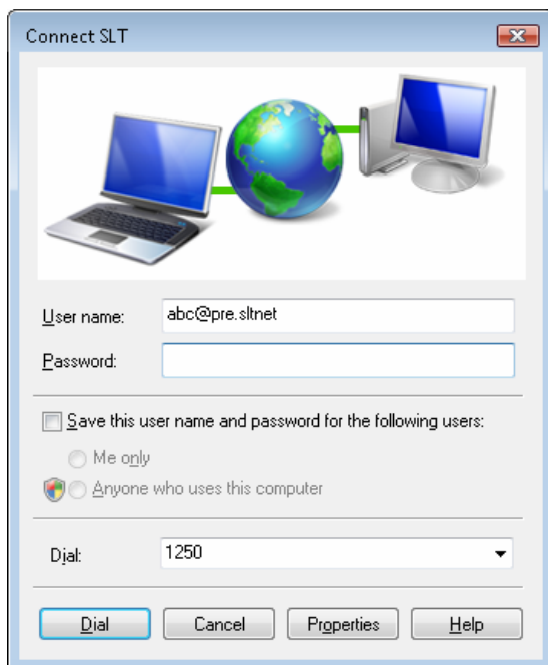 Connect SLT
User name: abc@pre.sltnet
Password:
Save this user name and password for the following users:
Me only
Anyone who uses this computer
Dial: 1250
Dial Cancel Properties Help